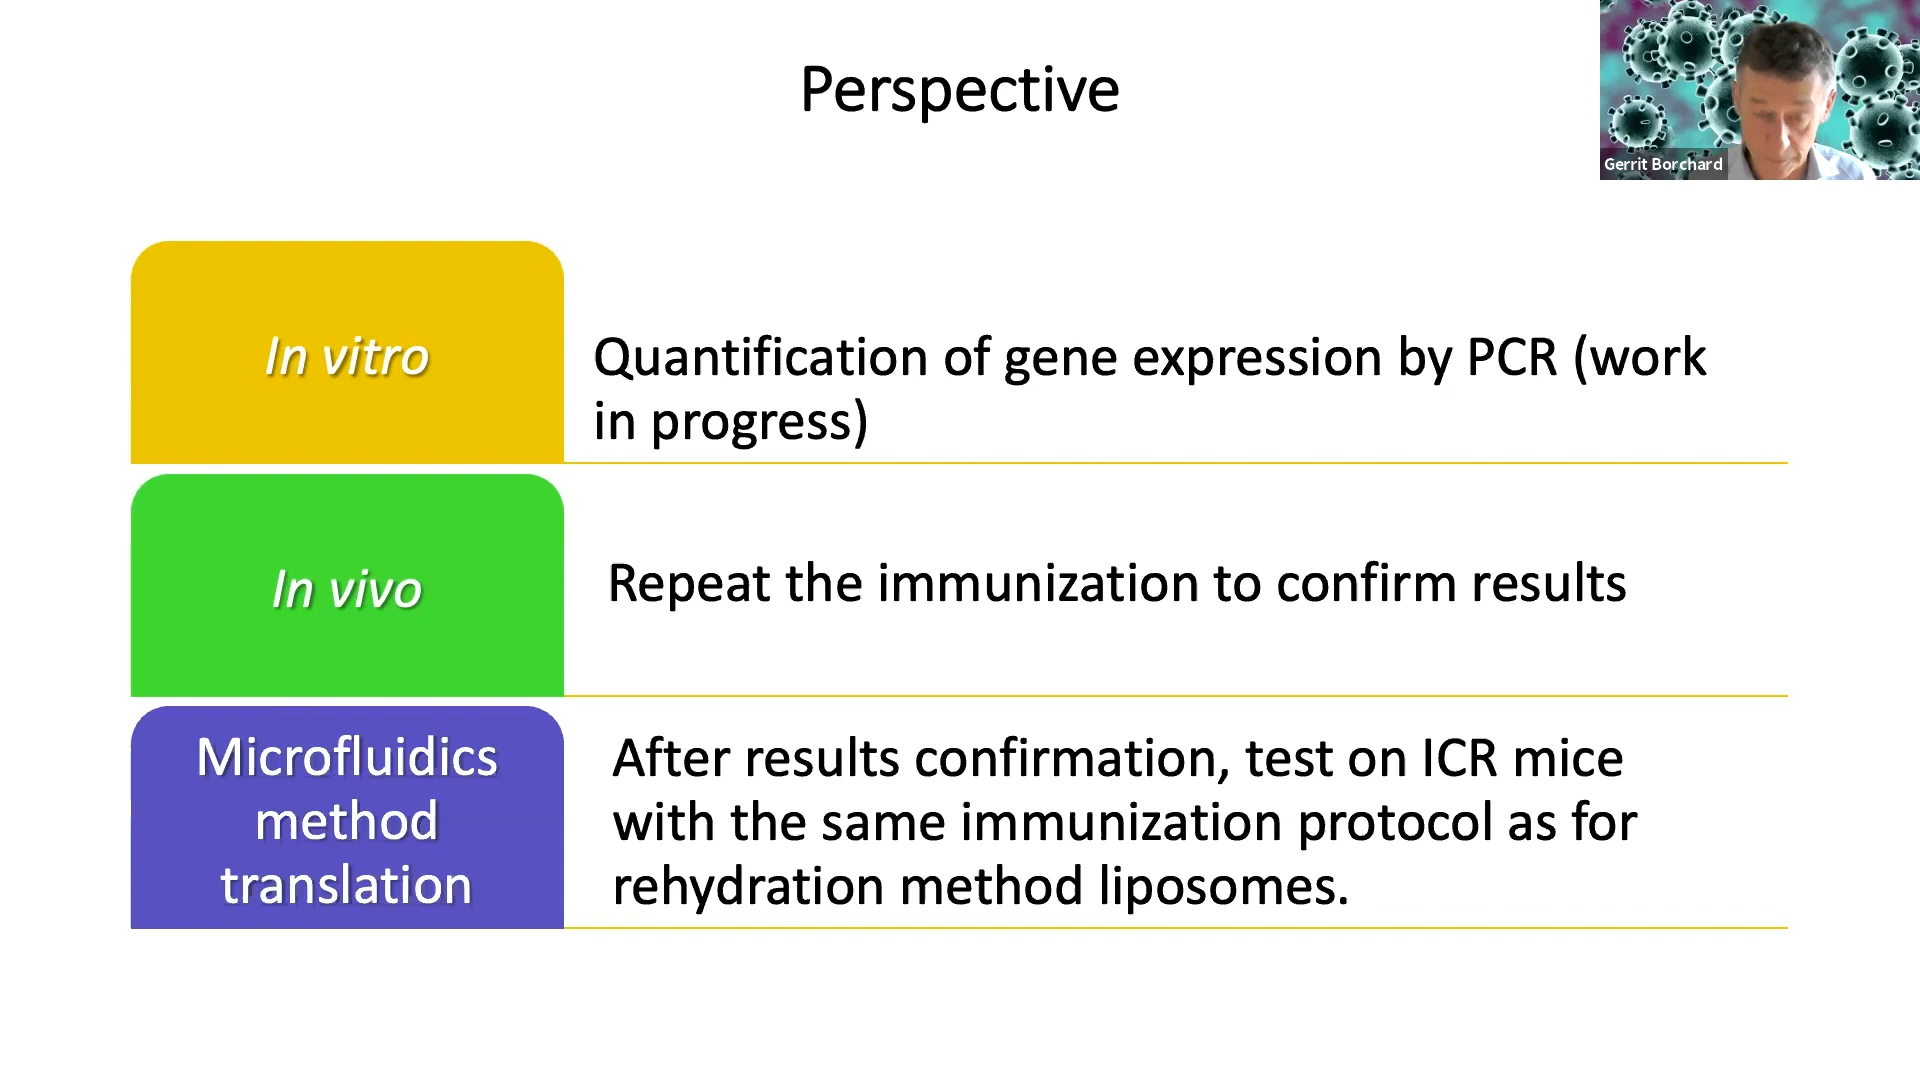 Perspective
Gerrit Borchard
In vitro
Quantification of gene expression by PCR (work
in progress)
In vivo
Repeat the immunization to confirm results
Microfluidics
method
translation
After results confirmation, test on ICR mice
with the same immunization protocol as for
rehydration method liposomes.